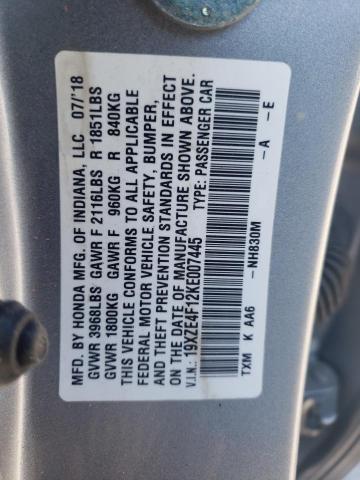 MFD. BY HONDA MFG. OF INDIANA, LLC 07/'18
GVWR 3968LBS GAWR F 2116LBS R 1851LBS
GVWR 1800KG GAWR F 960KG R 840KG
THIS VEHICLE CONFORMS TO ALL APPLICABLE
FEDERAL MOTOR VEHICLE SAFETY, BUMPER,
AND THEFT PREVENTION STANDARDS IN EFFECT
ON THE DATE OF MANUFACTURE SHOWN ABOVE.
V.I.N.: 19XZE4F12KE007445 TYPE: PASSENGER CAR
-NH830M -A -E
TXM K AA6